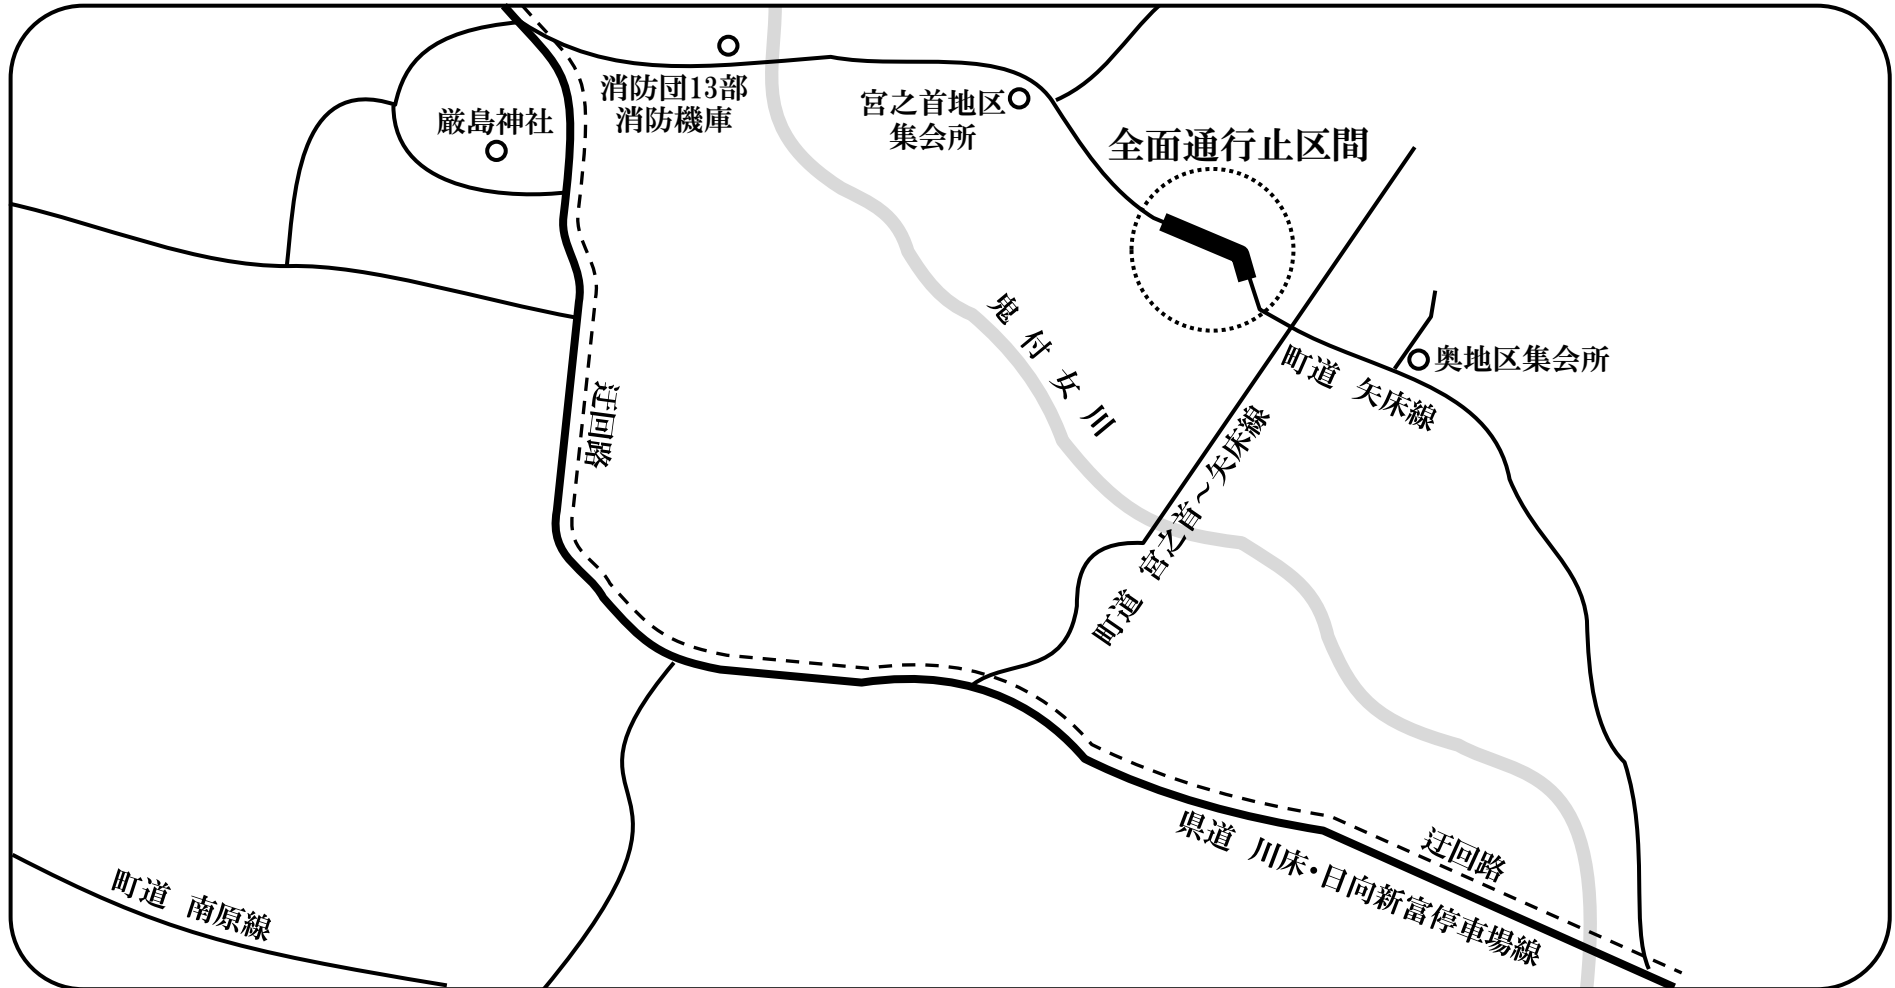 消防団13部
消防機庫
厳島神社
宮之首地区
集会所
全面通行止区間
鬼付女川
奥地区集会所
町道 矢床線
町道 宮之首～矢床線
迂回路
県道 川床・日向新富停車場線
迂回路
町道 南原線